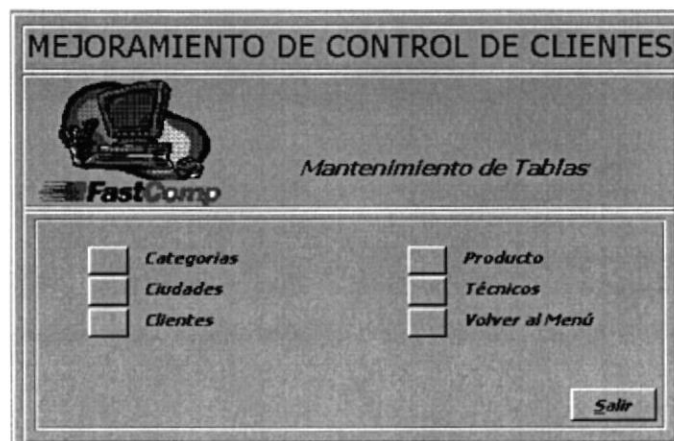 MEJORAMIENTO DE CONTROL DE CLIENTES
Mantenimiento de Tablas
FastComp
Categorias
Ciudades
Clientes
Producto
Técnicos
Volver al Menú
Salir